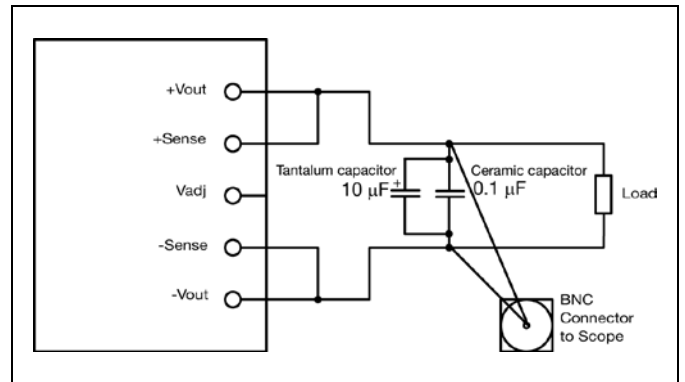 +Vout
+Sense
Vadj
-Sense
-Vout
Tantalum capacitor
10 µF
+
Ceramic capacitor
0.1 µF
Load
BNC
Connector
to Scope